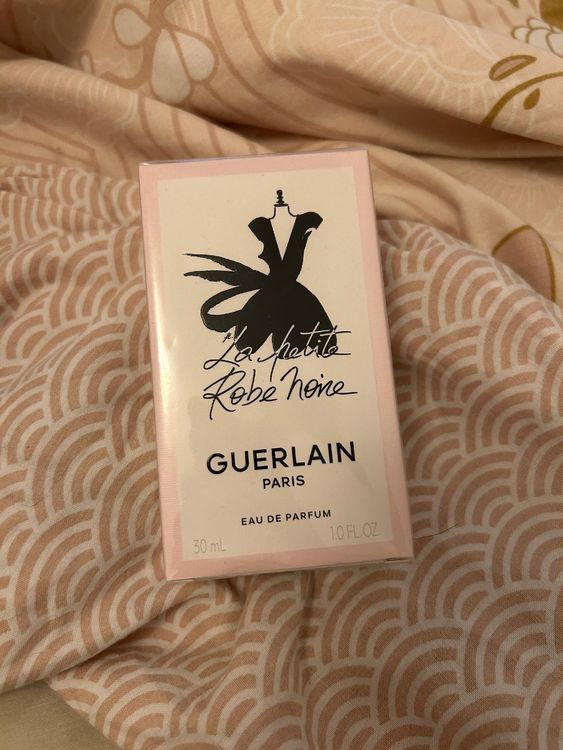 La petite
Robe Noire
GUERLAIN
PARIS
EAU DE PARFUM
30 mL 1.0 FL.OZ